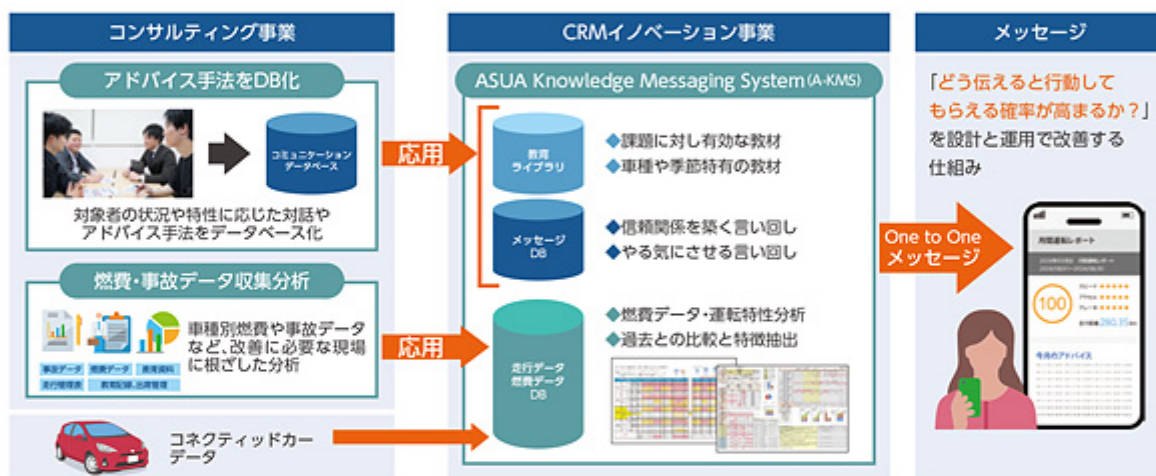 コンサルティング事業
アドバイス手法をDB化
コミュニケーション
データベース
対象者の状況や特性に応じた対話や
アドバイス手法をデータベース化
燃費・事故データ収集分析
車種別燃費や事故データ
など、改善に必要な現場
に根ざした分析
事故データ
燃費データ
教育資料
走行管理表
教育記録、出席管理
コネクティッドカー
データ
応用
応用
CRMイノベーション事業
ASUA Knowledge Messaging System(A-KMS)
教育
ライブラリ
◆課題に対し有効な教材
◆車種や季節特有の教材
メッセージ
DB
◆信頼関係を築く言い回し
◆やる気にさせる言い回し
走行データ
燃費データ
DB
◆燃費データ・運転特性分析
◆過去との比較と特徴抽出
One to One
メッセージ
メッセージ
「どう伝えると行動して
もらえる確率が高まるか？」
を設計と運用で改善する
仕組み
月間運転レポート
100
280.35
今月のアドバイス